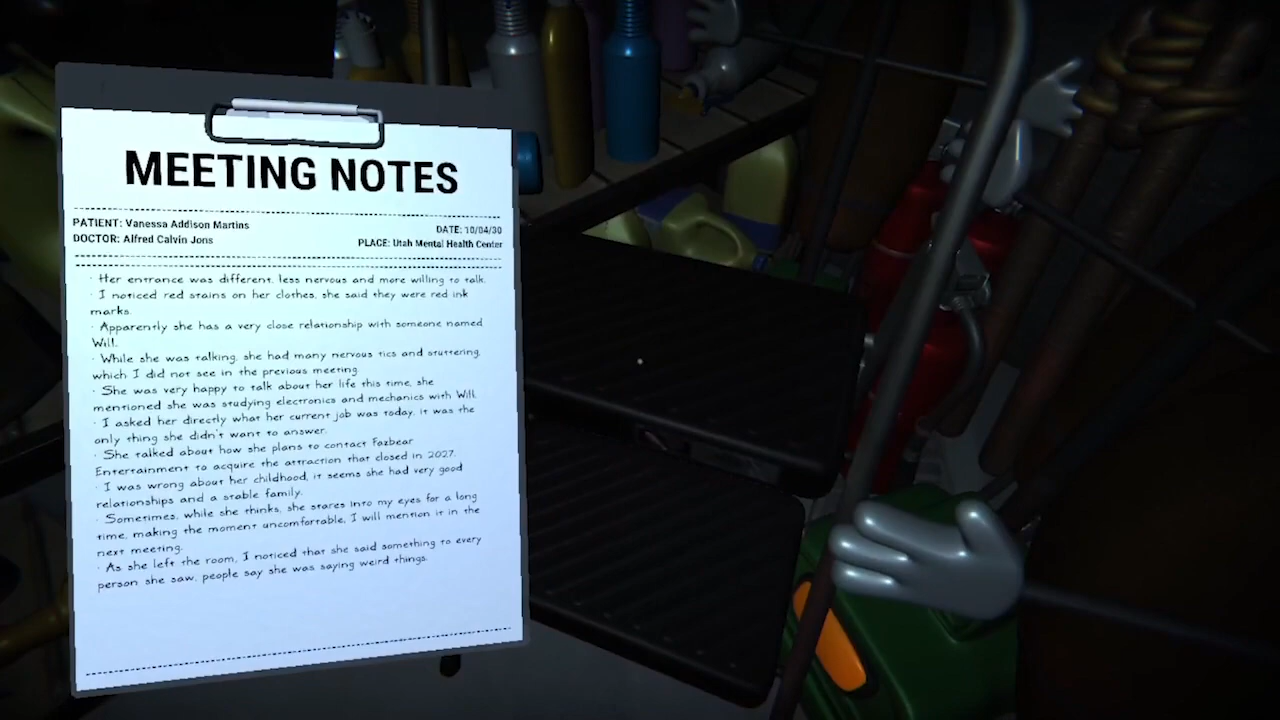 MEETING NOTES
PATIENT: Vanessa Addison Martins
DATE: 10/04/30
DOCTOR: Alfred Calvin Jons
PLACE: Utah Mental Health Center
· Her entrance was different, less nervous and more willing to talk.
· I noticed red stains on her clothes, she said they were red ink
marks.
· Apparently she has a very close relationship with someone named
Will.
· While she was talking, she had many nervous tics and stuttering,
which I did not see in the previous meeting.
· She was very happy to talk about her life this time, she
mentioned she was studying electronics and mechanics with Will.
· I asked her directly what her current job was today, it was the
only thing she didn't want to answer.
· She talked about how she plans to contact Fazbear
Entertainment to acquire the attraction that closed in 2027.
· I was wrong about her childhood, it seems she had very good
relationships and a stable family.
· Sometimes, while she thinks, she stares into my eyes for a long
time, making the moment uncomfortable, I will mention it in the
next meeting.
· As she left the room, I noticed that she said something to every
person she saw, people say she was saying weird things.